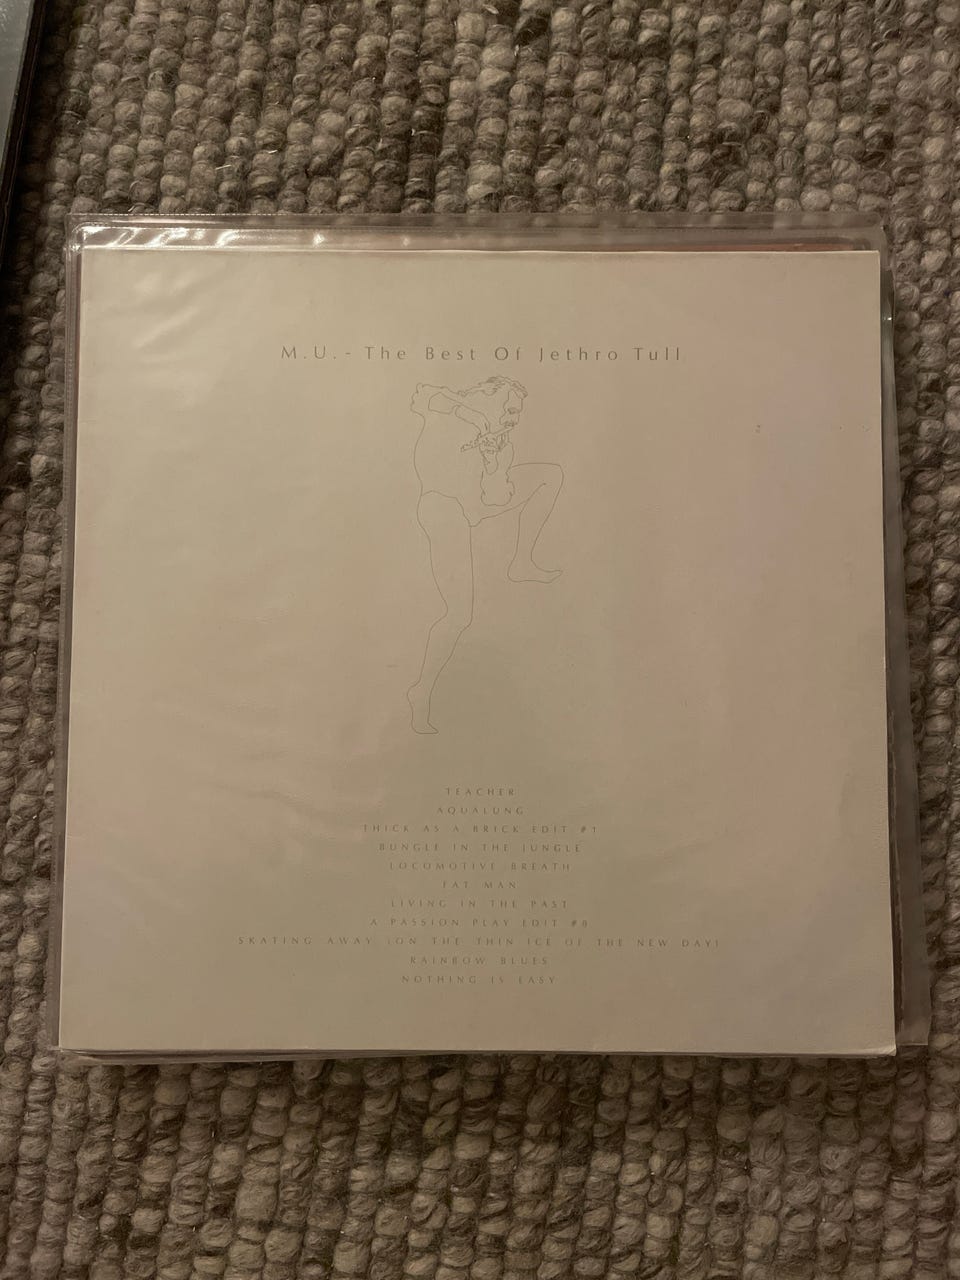 M.U. - The Best Of Jethro Tull
TEACHER
AQUALUNG
THICK AS A BRICK EDIT #1
BUNGLE IN THE JUNGLE
LOCOMOTIVE BREATH
FAT MAN
LIVING IN THE PAST
A PASSION PLAY EDIT #8
SKATING AWAY (ON THE THIN ICE OF THE NEW DAY)
RAINBOW BLUES
NOTHING IS EASY